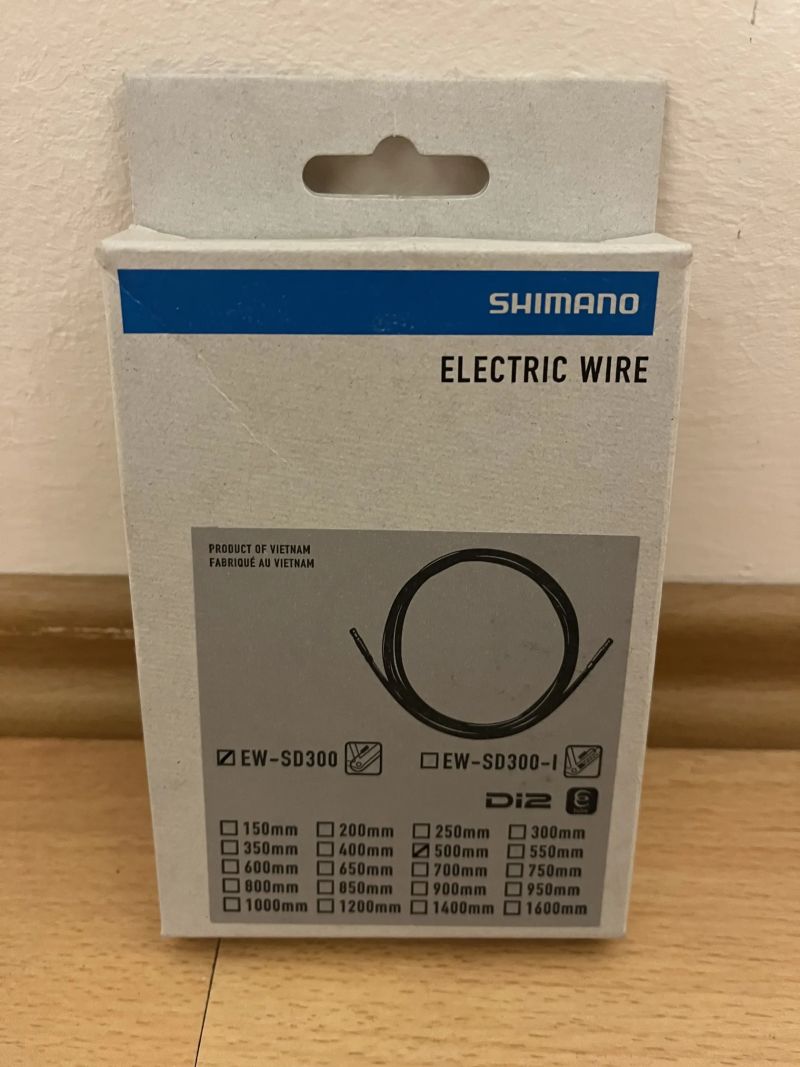 SHIMANO
ELECTRIC WIRE
PRODUCT OF VIETNAM
FABRIQUÉ AU VIETNAM
EW-SD300 EW-SD300-I
Di2
150mm 200mm 250mm 300mm
350mm 400mm 500mm 550mm
600mm 650mm 700mm 750mm
800mm 850mm 900mm 950mm
1000mm 1200mm 1400mm 1600mm